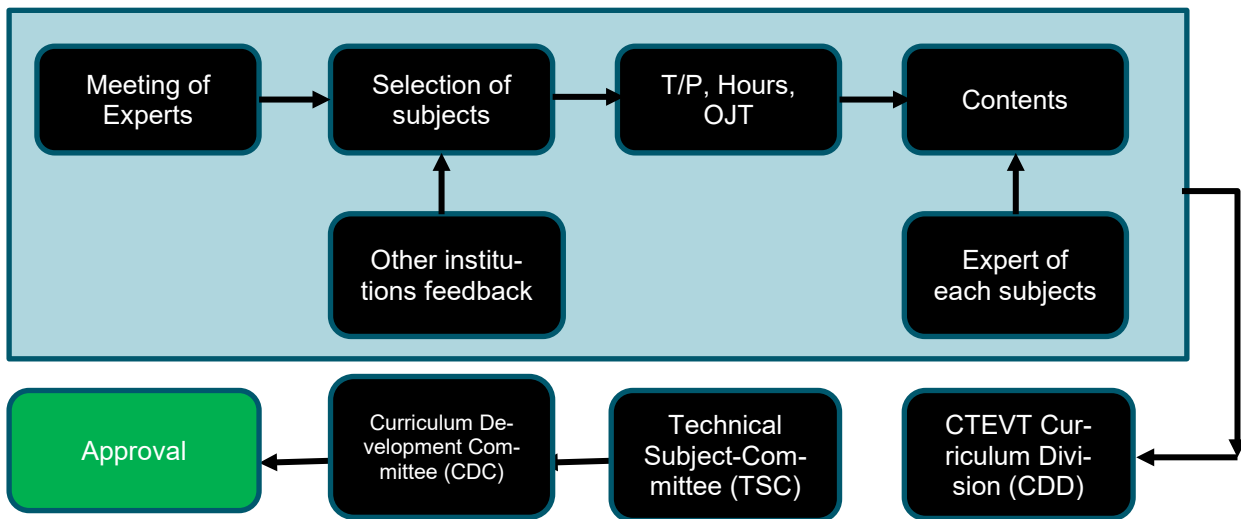 Meeting of
Experts
Selection of
subjects
T/P, Hours,
OJT
Contents
Other institu-
tions feedback
Expert of
each subjects
Approval
Curriculum De-
velopment Com-
mittee (CDC)
Technical
Subject-Com-
mittee (TSC)
CTEVT Cur-
riculum Divi-
sion (CDD)